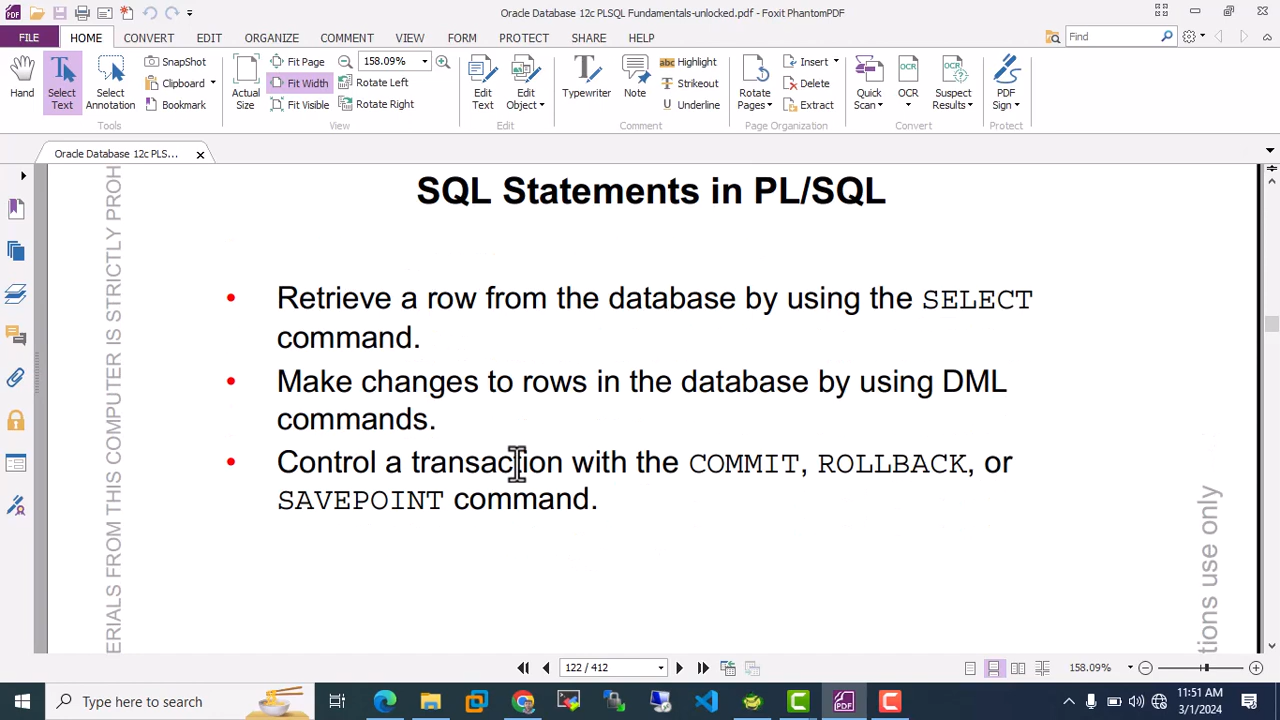 Oracle Database 12c PLSQL Fundamentals-unlocked.pdf - Foxit PhantomPDF
FILE HOME CONVERT EDIT ORGANIZE COMMENT VIEW FORM PROTECT SHARE HELP Find
Hand
Select Text
Select Annotation
SnapShot
Clipboard
Bookmark
Tools
Actual Size
Fit Page
Fit Width
Fit Visible
158.09%
Rotate Left
Rotate Right
View
Edit Text
Edit Object
Edit
Typewriter
Note
Highlight
Strikeout
Underline
Comment
Rotate Pages
Insert
Delete
Extract
Page Organization
Quick Scan
OCR
OCR
Suspect Results
Convert
PDF Sign
Protect
Oracle Database 12c PLS...
SQL Statements in PL/SQL
• Retrieve a row from the database by using the SELECT
command.
• Make changes to rows in the database by using DML
commands.
• Control a transaction with the COMMIT, ROLLBACK, or
SAVEPOINT command.
ERIALS FROM THIS COMPUTER IS STRICTLY PROH
tions use only
122 / 412
158.09%
Type here to search
11:51 AM
3/1/2024